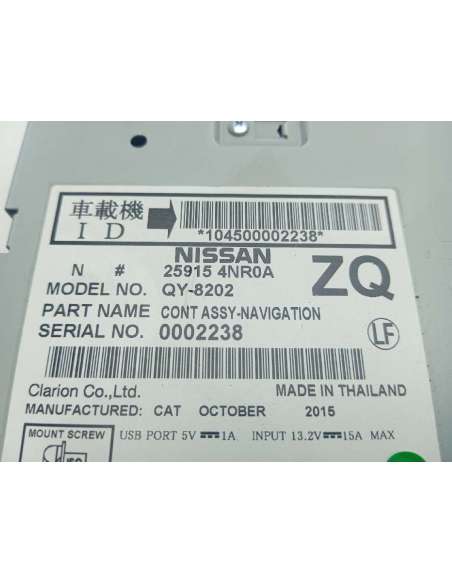 車載機
ID
*104500002238*
NISSAN
N # 25915 4NR0A
ZQ
MODEL NO. QY-8202
PART NAME CONT ASSY-NAVIGATION
SERIAL NO. 0002238
LF
Clarion Co.,Ltd.
MADE IN THAILAND
MANUFACTURED: CAT OCTOBER 2015
MOUNT SCREW
USB PORT 5V⎓1A INPUT 13.2V⎓15A MAX
ISO